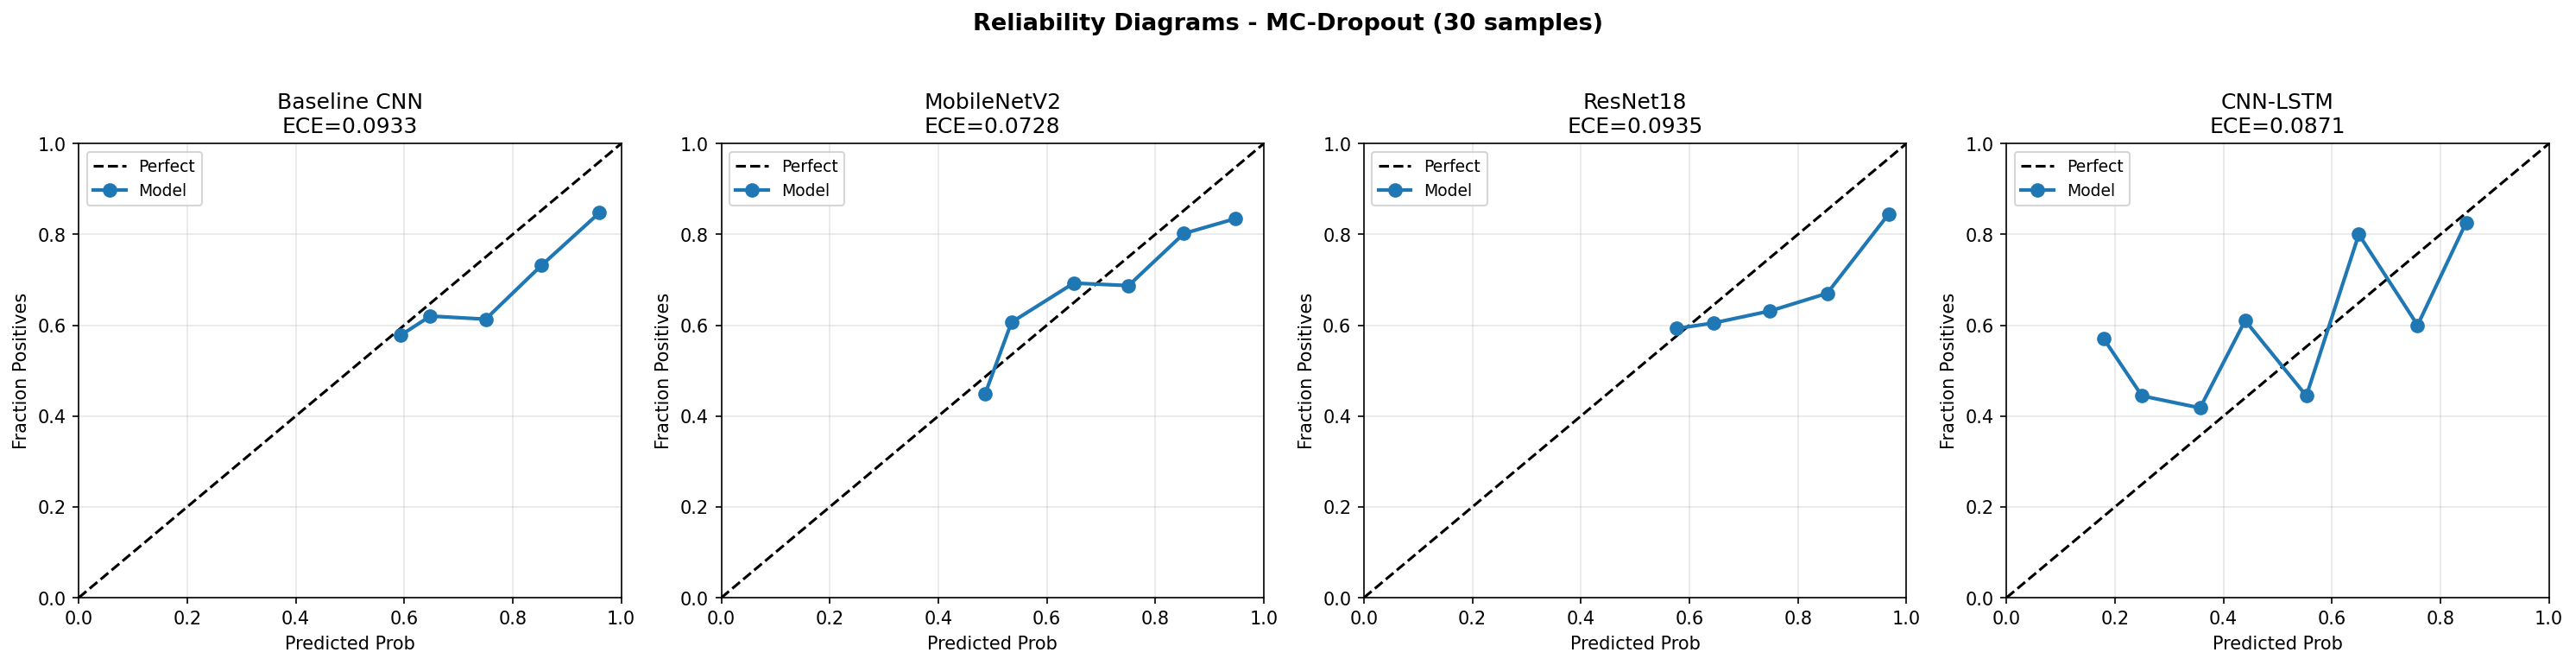 Reliability Diagrams - MC-Dropout (30 samples)
Baseline CNN
ECE=0.0933
Perfect
Model
1.0
0.8
0.6
0.4
0.2
0.0
Fraction Positives
0.0 0.2 0.4 0.6 0.8 1.0
Predicted Prob
MobileNetV2
ECE=0.0728
Perfect
Model
1.0
0.8
0.6
0.4
0.2
0.0
Fraction Positives
0.0 0.2 0.4 0.6 0.8 1.0
Predicted Prob
ResNet18
ECE=0.0935
Perfect
Model
1.0
0.8
0.6
0.4
0.2
0.0
Fraction Positives
0.0 0.2 0.4 0.6 0.8 1.0
Predicted Prob
CNN-LSTM
ECE=0.0871
Perfect
Model
1.0
0.8
0.6
0.4
0.2
0.0
Fraction Positives
0.0 0.2 0.4 0.6 0.8 1.0
Predicted Prob